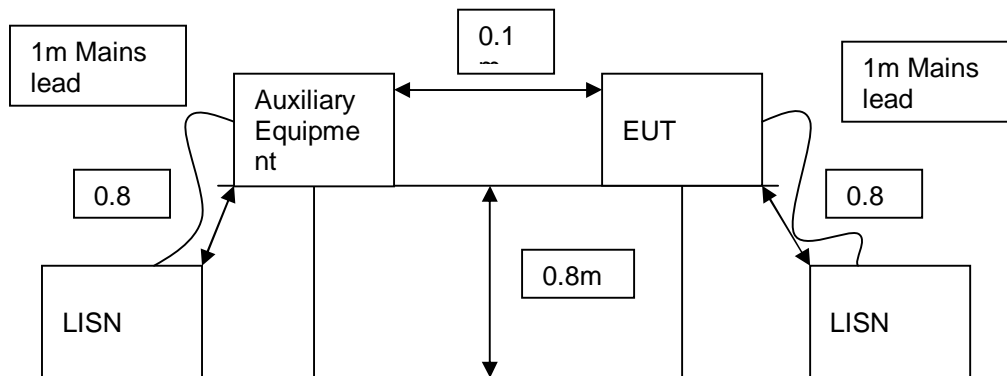 1m Mains
lead
0.1
1m Mains
lead
Auxiliary
Equipme
nt
EUT
0.8
0.8
0.8m
LISN
LISN